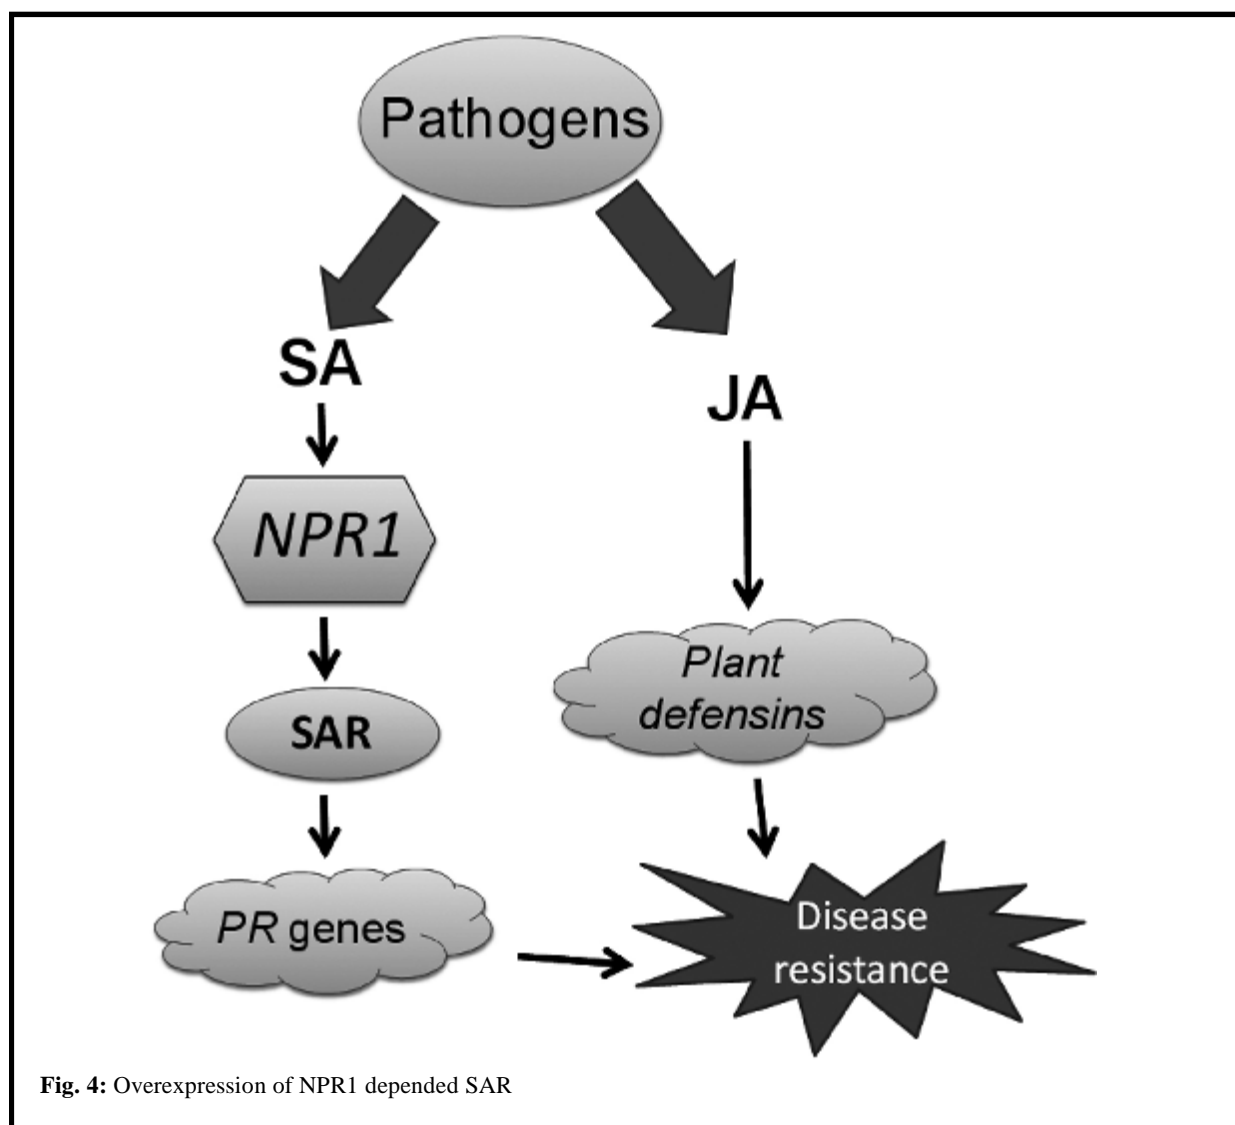 Pathogens
SA
JA
NPR1
Plant
defensins
SAR
PR genes
Disease
resistance
Fig. 4: Overexpression of NPR1 depended SAR